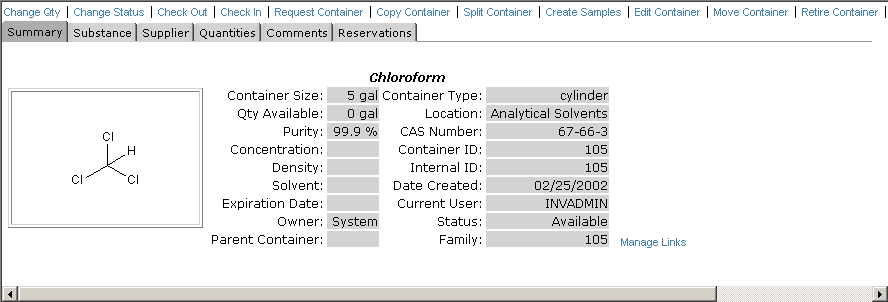 Change Qty | Change Status | Check Out | Check In | Request Container | Copy Container | Split Container | Create Samples | Edit Container | Move Container | Retire Container |
Summary Substance Supplier Quantities Comments Reservations
Chloroform
Container Size: 5 gal Container Type: cylinder
Qty Available: 0 gal Location: Analytical Solvents
Purity: 99.9 % CAS Number: 67-66-3
Concentration: Container ID: 105
Density: Internal ID: 105
Solvent: Date Created: 02/25/2002
Expiration Date: Current User: INVADMIN
Owner: System Status: Available
Parent Container: Family: 105 Manage Links
Cl
H
Cl Cl